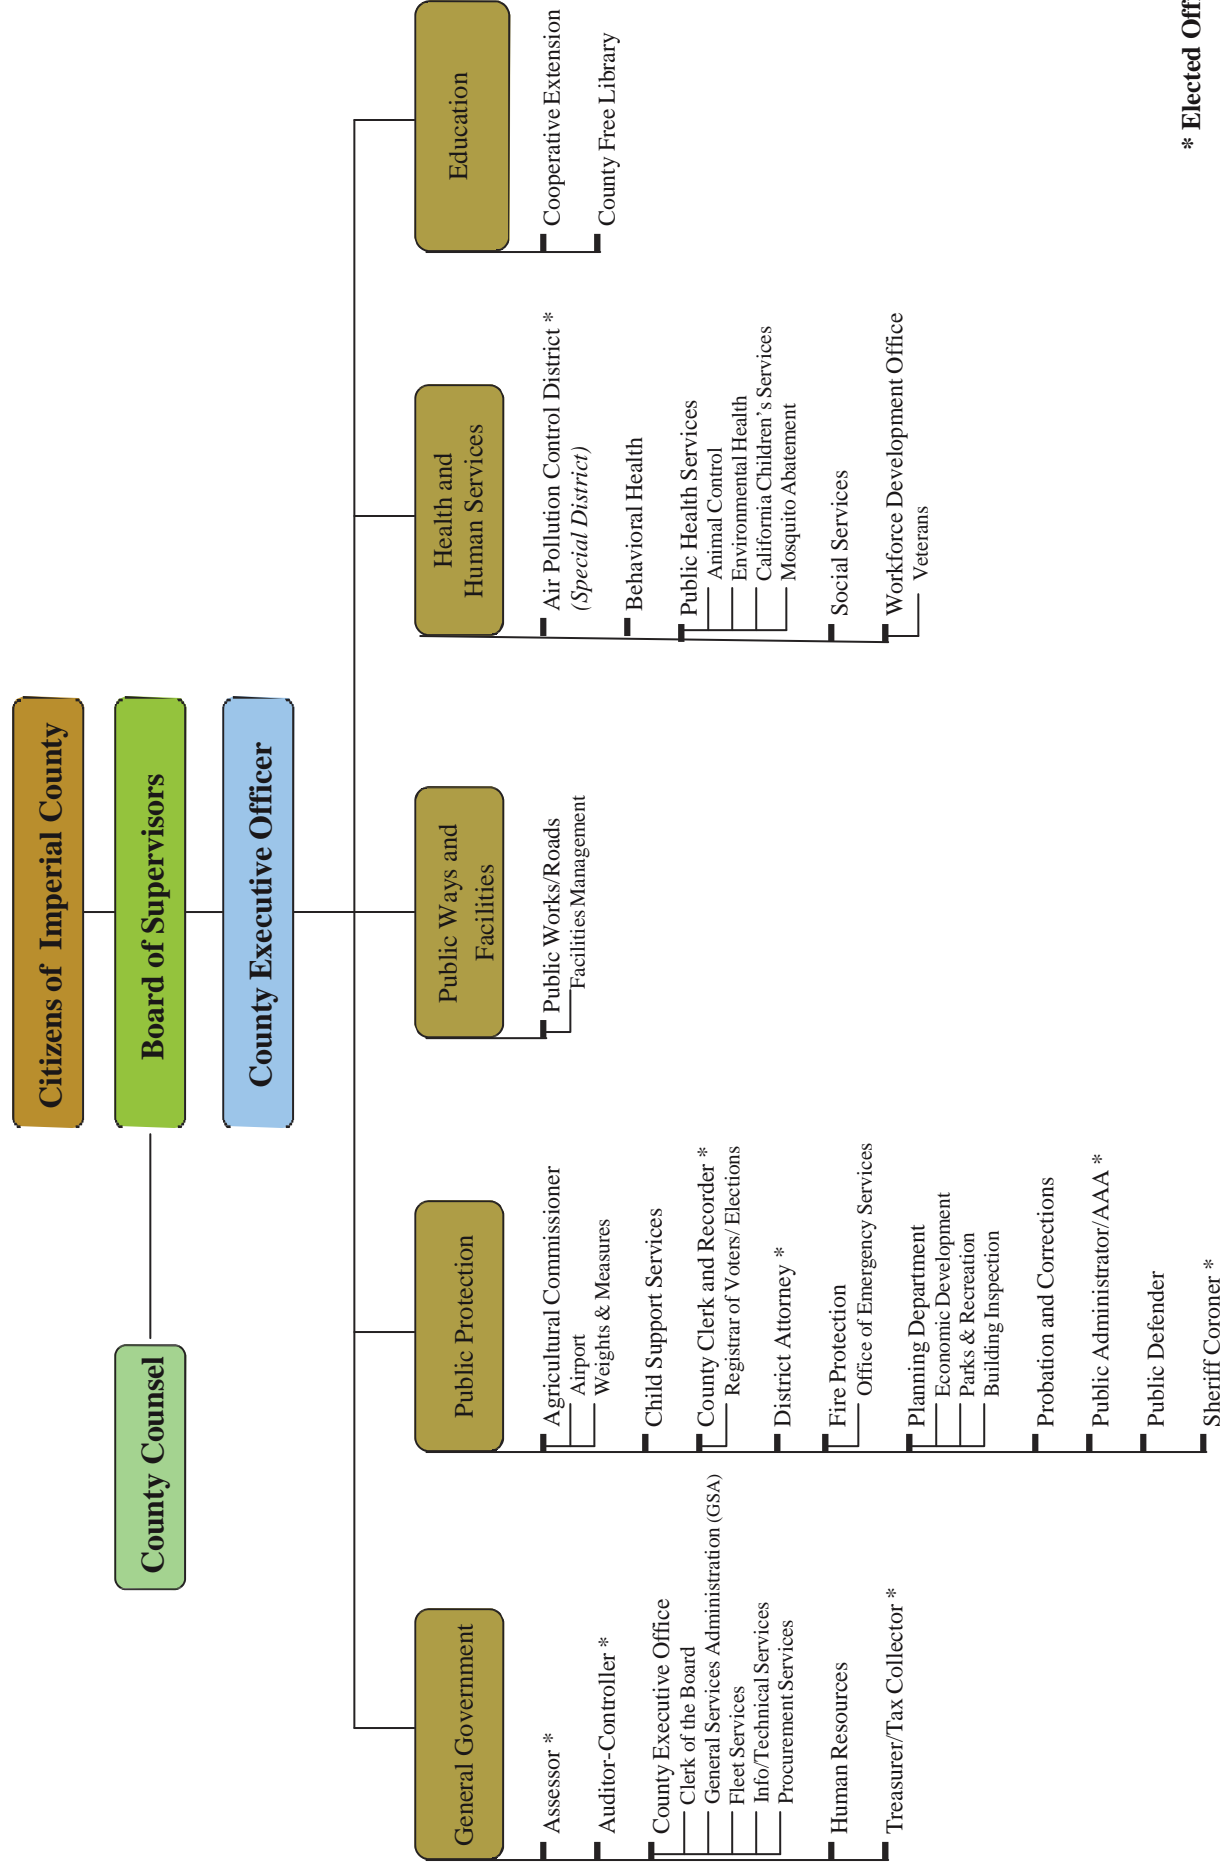 Citizens of Imperial County
County Counsel
Board of Supervisors
County Executive Officer
General Government
Assessor *
Auditor-Controller *
County Executive Office
Clerk of the Board
General Services Administration (GSA)
Fleet Services
Info/Technical Services
Procurement Services
Human Resources
Treasurer/Tax Collector *
Public Protection
Agricultural Commissioner
Airport
Weights & Measures
Child Support Services
County Clerk and Recorder *
Registrar of Voters/ Elections
District Attorney *
Fire Protection
Office of Emergency Services
Planning Department
Economic Development
Parks & Recreation
Building Inspection
Probation and Corrections
Public Administrator/AAA *
Public Defender
Sheriff Coroner *
Public Ways and
Facilities
Public Works/Roads
Facilities Management
Health and
Human Services
Air Pollution Control District *
(Special District)
Behavioral Health
Public Health Services
Animal Control
Environmental Health
California Children's Services
Mosquito Abatement
Social Services
Workforce Development Office
Veterans
Education
Cooperative Extension
County Free Library
* Elected